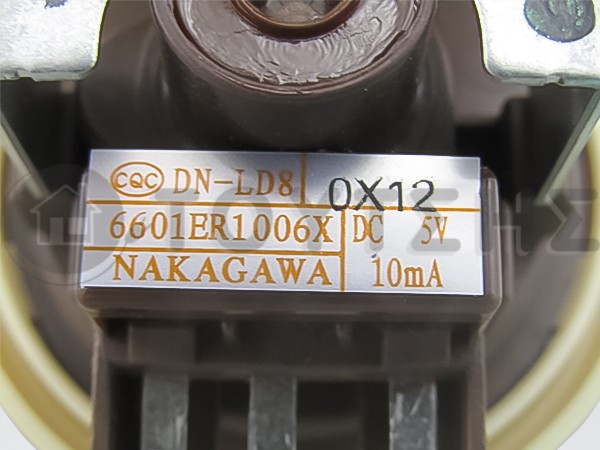 CQC DN-LD8 0X12
6601ER1006X DC 5V
NAKAGAWA 10mA